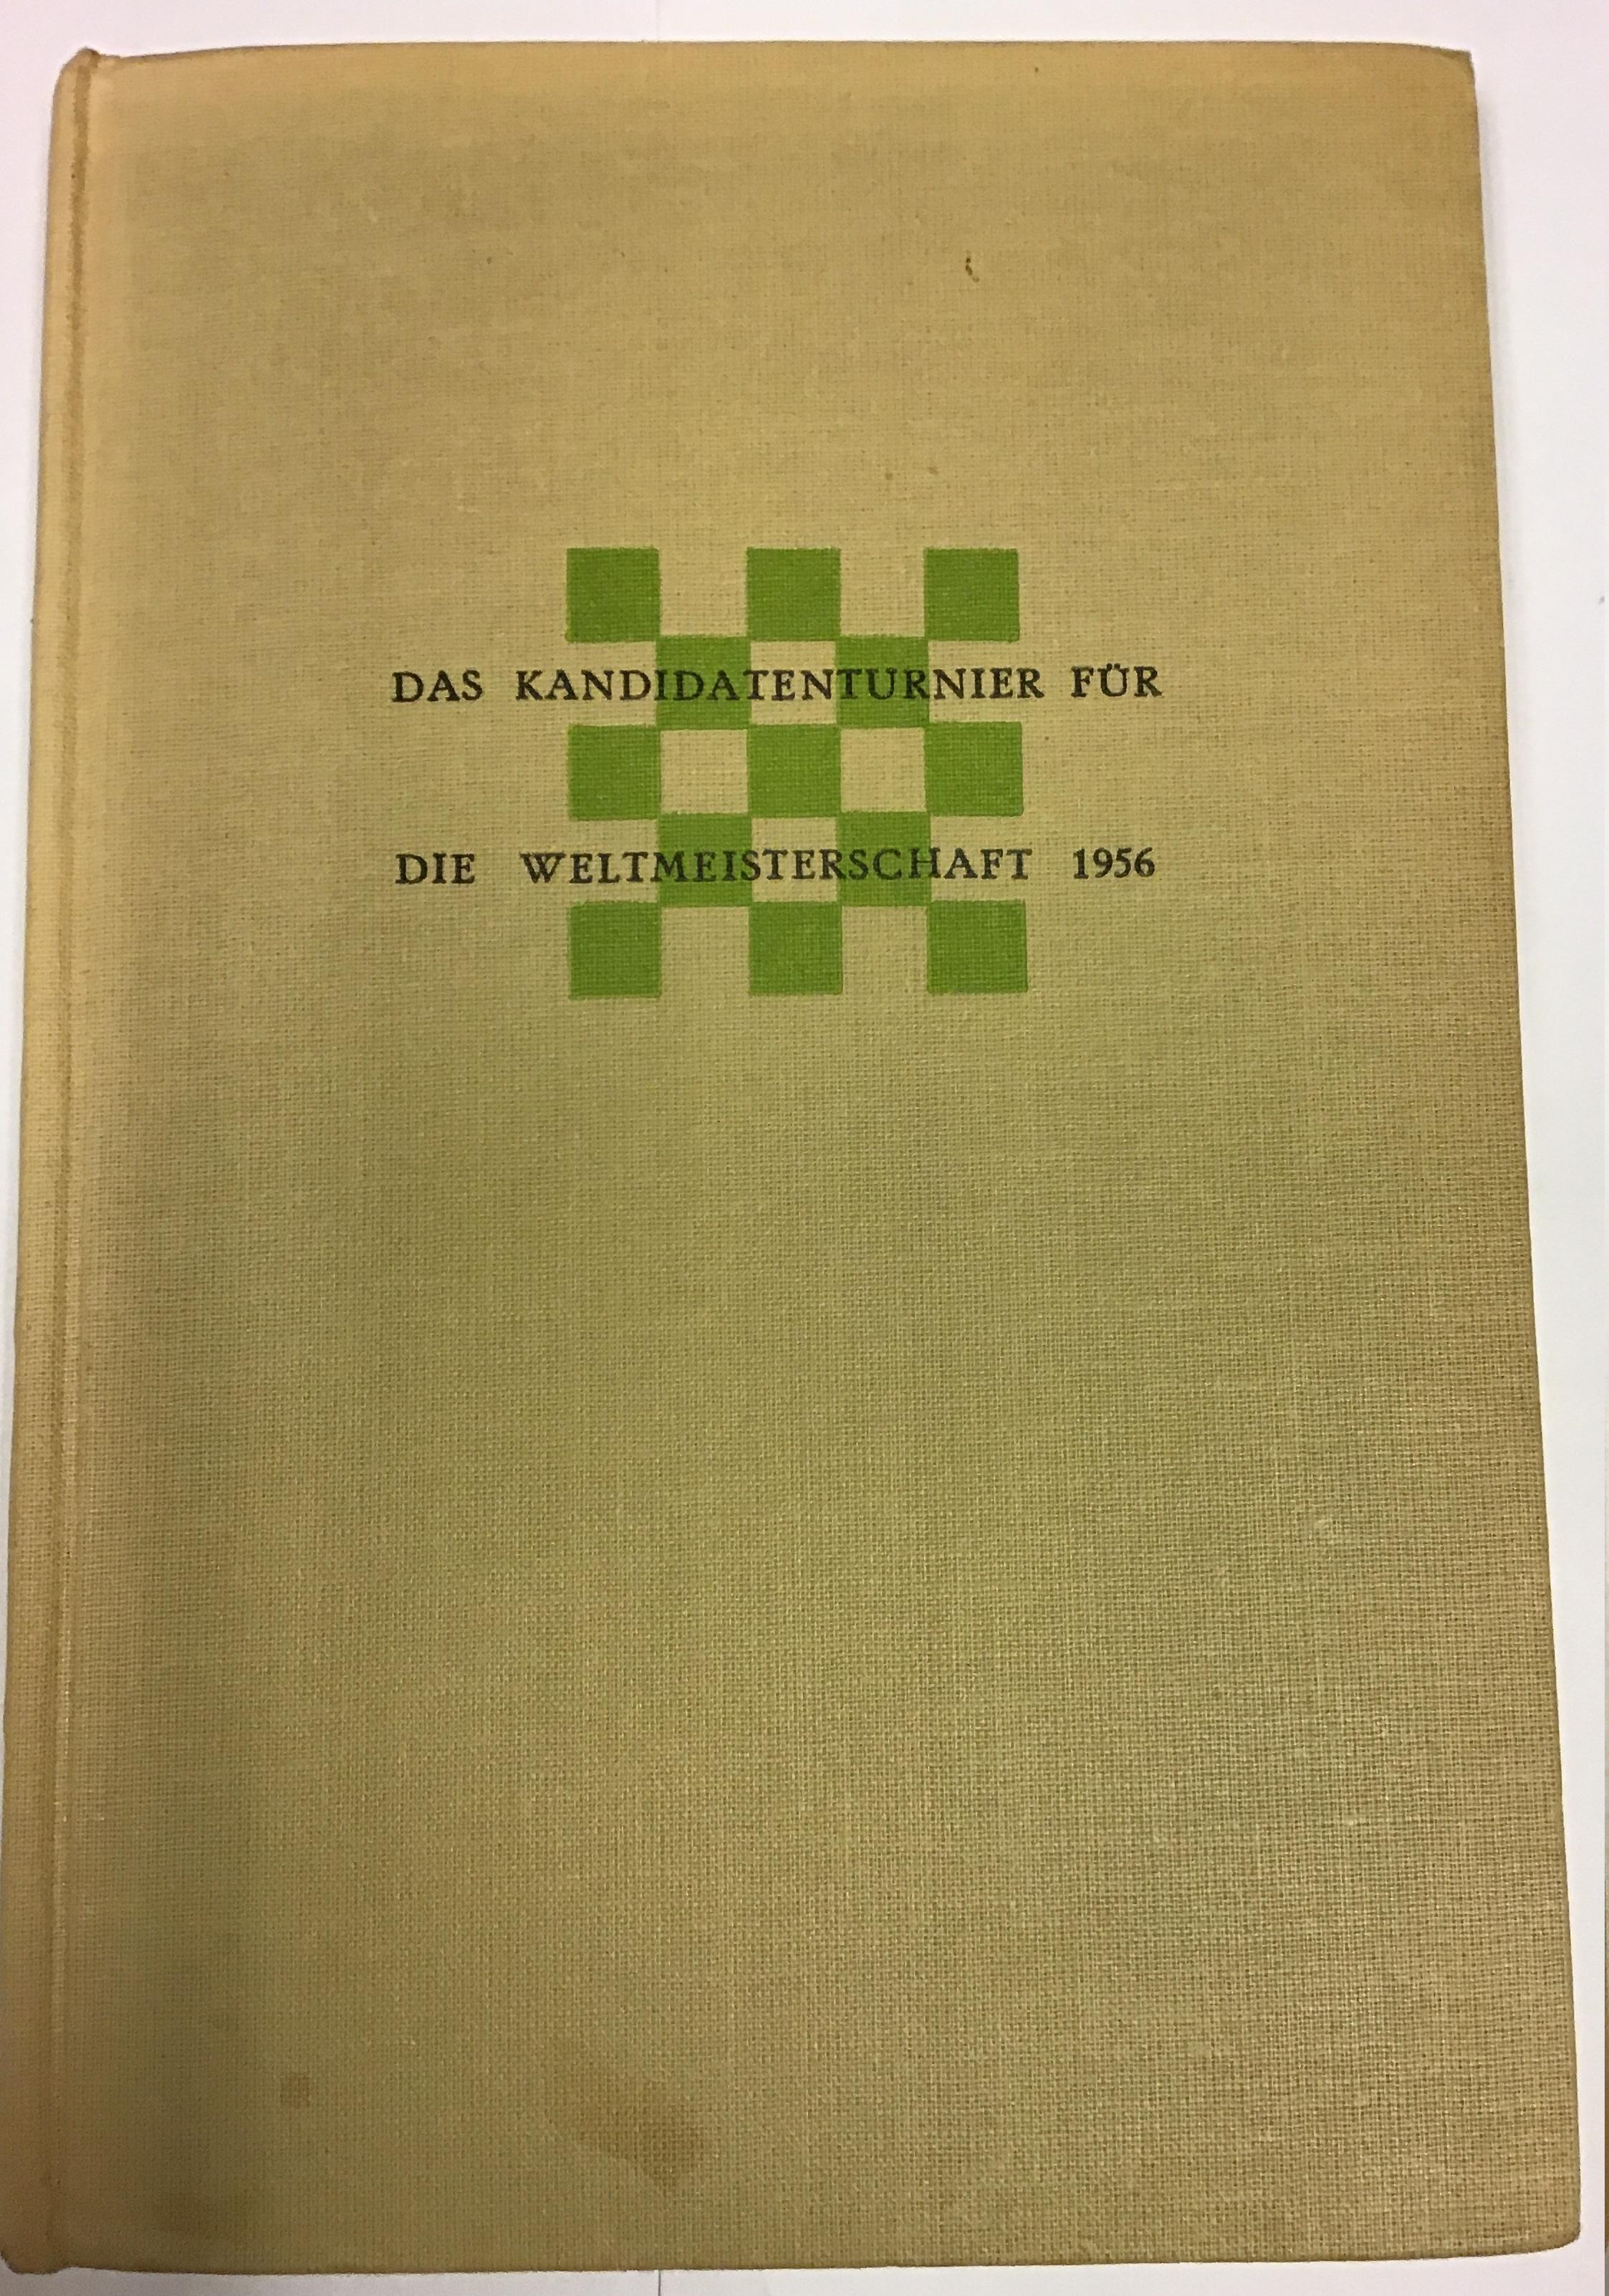 DAS KANDIDATENTURNIER FÜR
DIE WELTMEISTERSCHAFT 1956